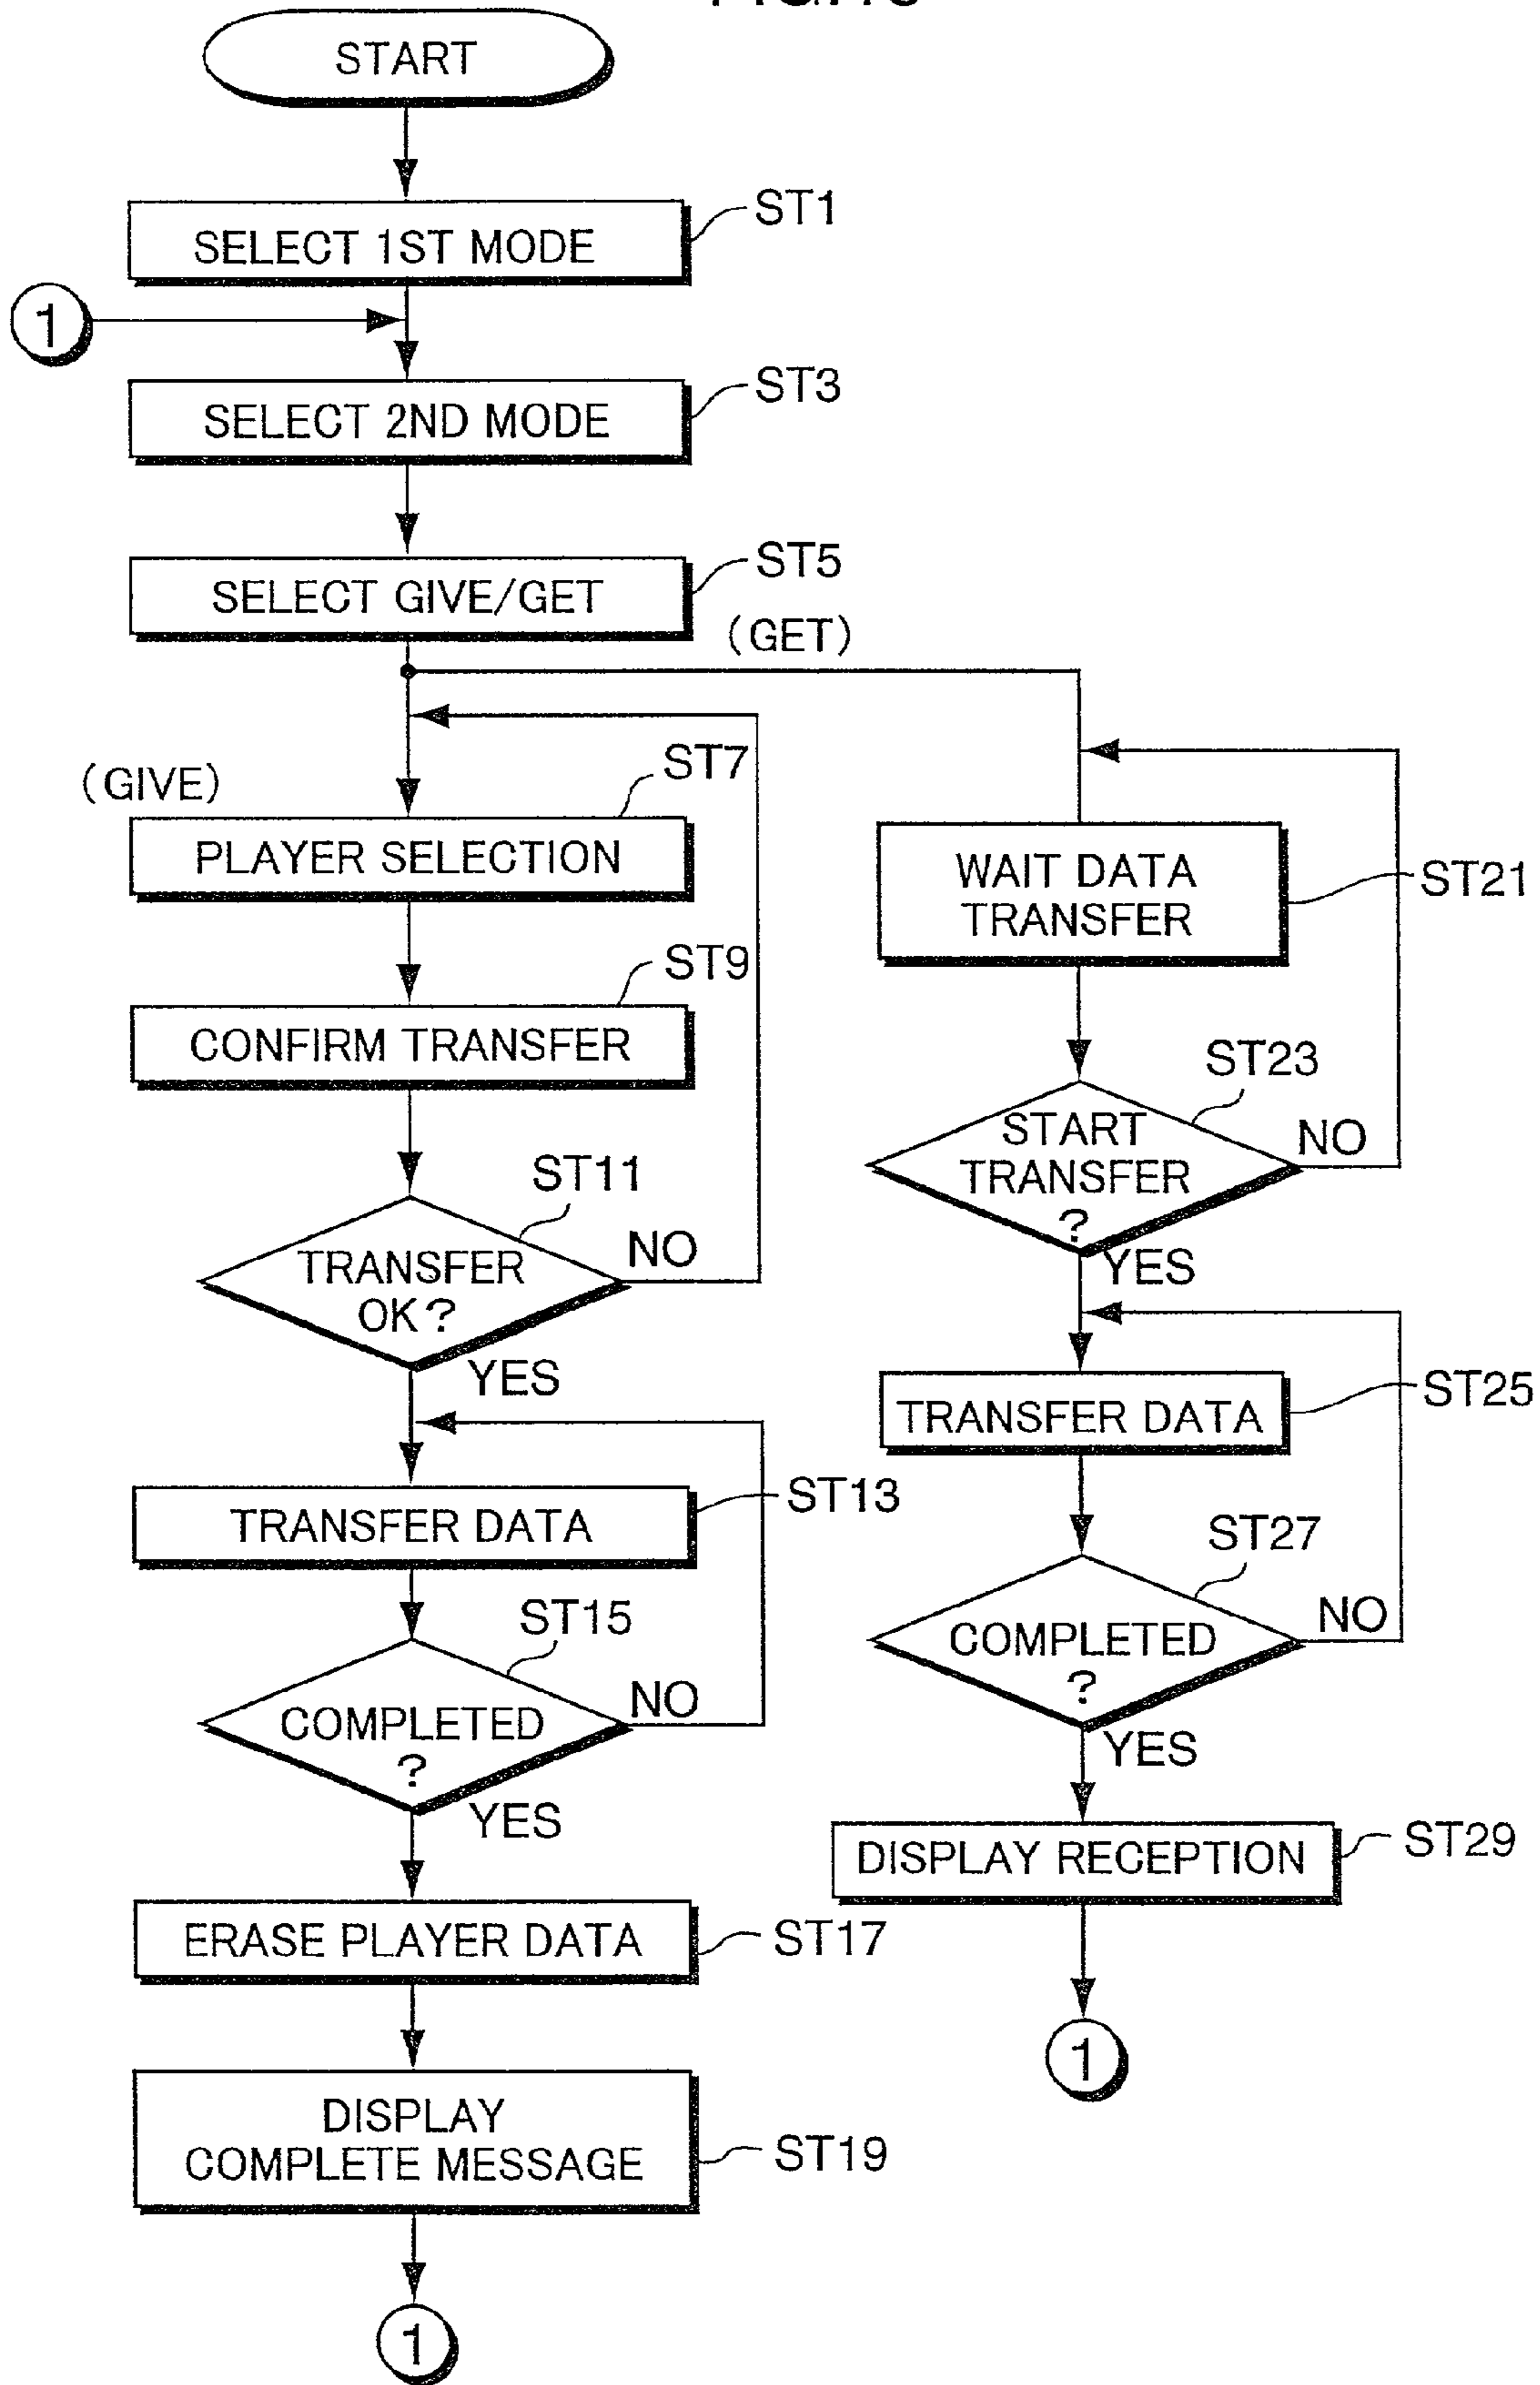 START
SELECT 1ST MODE
ST1
1
SELECT 2ND MODE
ST3
SELECT GIVE/GET
ST5
(GET)
(GIVE)
PLAYER SELECTION
ST7
CONFIRM TRANSFER
ST9
TRANSFER
OK?
ST11
NO
YES
TRANSFER DATA
ST13
COMPLETED
?
ST15
NO
YES
ERASE PLAYER DATA
ST17
DISPLAY
COMPLETE MESSAGE
ST19
1
WAIT DATA
TRANSFER
ST21
START
TRANSFER
?
ST23
NO
YES
TRANSFER DATA
ST25
COMPLETED
?
ST27
NO
YES
DISPLAY RECEPTION
ST29
1